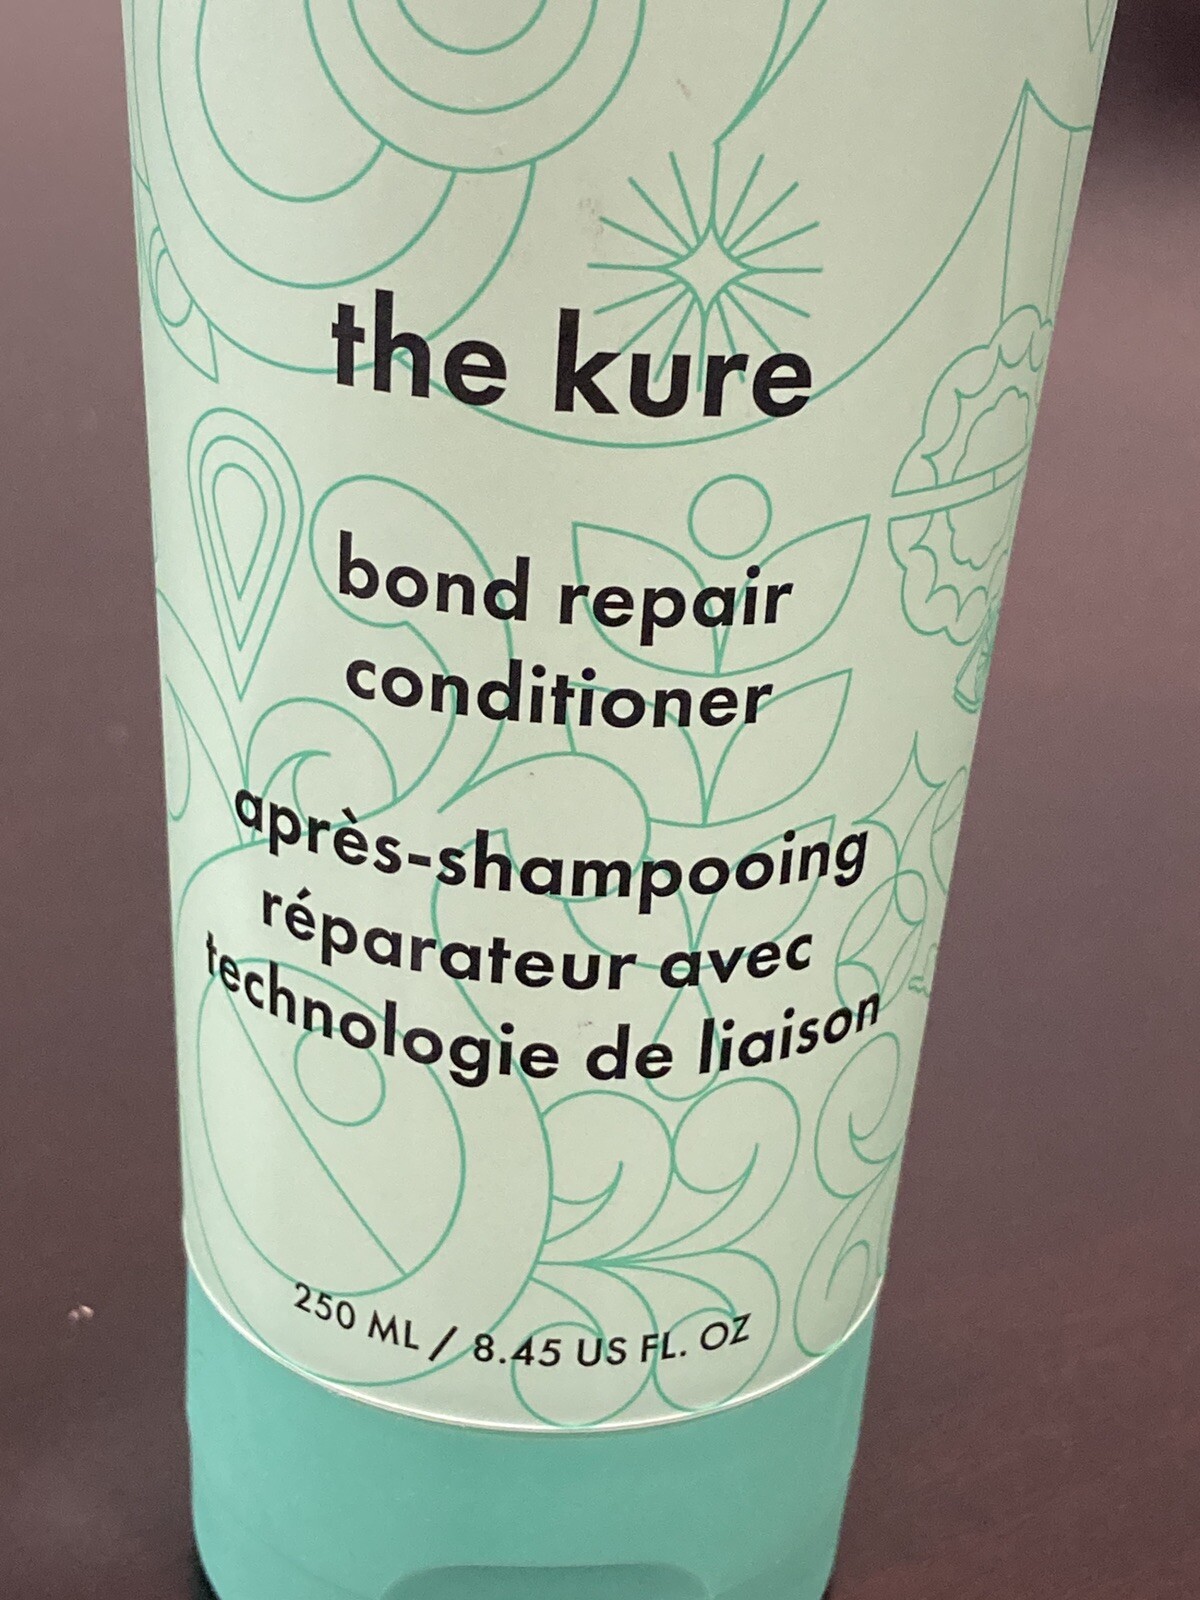 the kure
bond repair
conditioner
après-shampooing
réparateur avec
technologie de liaison
250 ML / 8.45 US FL. OZ